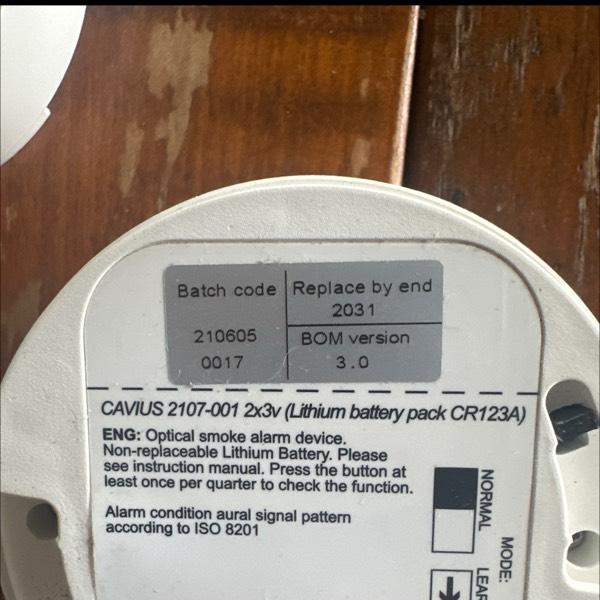 Batch code
210605
0017
Replace by end
2031
BOM version
3.0
CAVIUS 2107-001 2x3v (Lithium battery pack CR123A)
ENG: Optical smoke alarm device.
Non-replaceable Lithium Battery. Please
see instruction manual. Press the button at
least once per quarter to check the function.
Alarm condition aural signal pattern
according to ISO 8201
NORMAL
MODE: